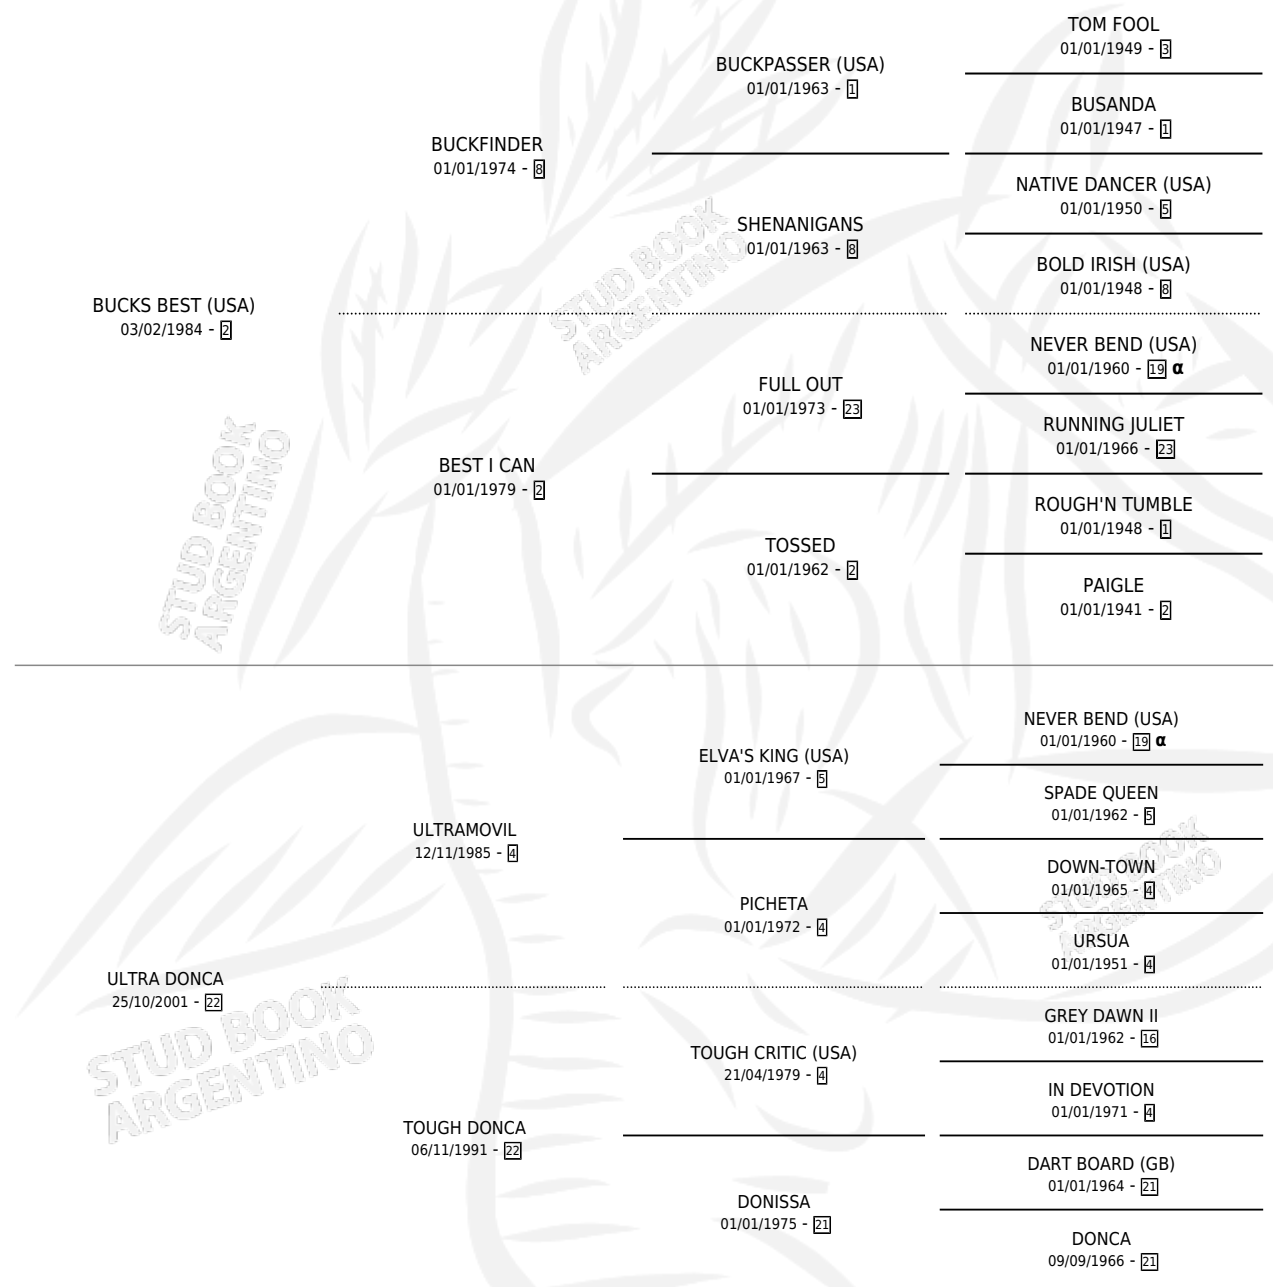 TOM FOOL
01/01/1949 - 3
BUCKPASSER (USA)
01/01/1963 - 1
BUSANDA
01/01/1947 - 1
BUCKFINDER
01/01/1974 - 8
NATIVE DANCER (USA)
01/01/1950 - 5
SHENANIGANS
01/01/1963 - 8
BOLD IRISH (USA)
01/01/1948 - 8
BUCKS BEST (USA)
03/02/1984 - 2
NEVER BEND (USA)
01/01/1960 - 19 α
FULL OUT
01/01/1973 - 23
RUNNING JULIET
01/01/1966 - 23
BEST I CAN
01/01/1979 - 2
ROUGH'N TUMBLE
01/01/1948 - 1
TOSSED
01/01/1962 - 2
PAIGLE
01/01/1941 - 2
NEVER BEND (USA)
01/01/1960 - 19 α
ELVA'S KING (USA)
01/01/1967 - 5
SPADE QUEEN
01/01/1962 - 5
ULTRAMOVIL
12/11/1985 - 4
DOWN-TOWN
01/01/1965 - 4
PICHETA
01/01/1972 - 4
URSUA
01/01/1951 - 4
ULTRA DONCA
25/10/2001 - 22
GREY DAWN II
01/01/1962 - 16
TOUGH CRITIC (USA)
21/04/1979 - 4
IN DEVOTION
01/01/1971 - 4
TOUGH DONCA
06/11/1991 - 22
DART BOARD (GB)
01/01/1964 - 21
DONISSA
01/01/1975 - 21
DONCA
09/09/1966 - 21
STUD BOOK
ARGENTINO
STUD BOOK
ARGENTINO
STUD BOOK
ARGENTINO
STUD BOOK
ARGENTINO